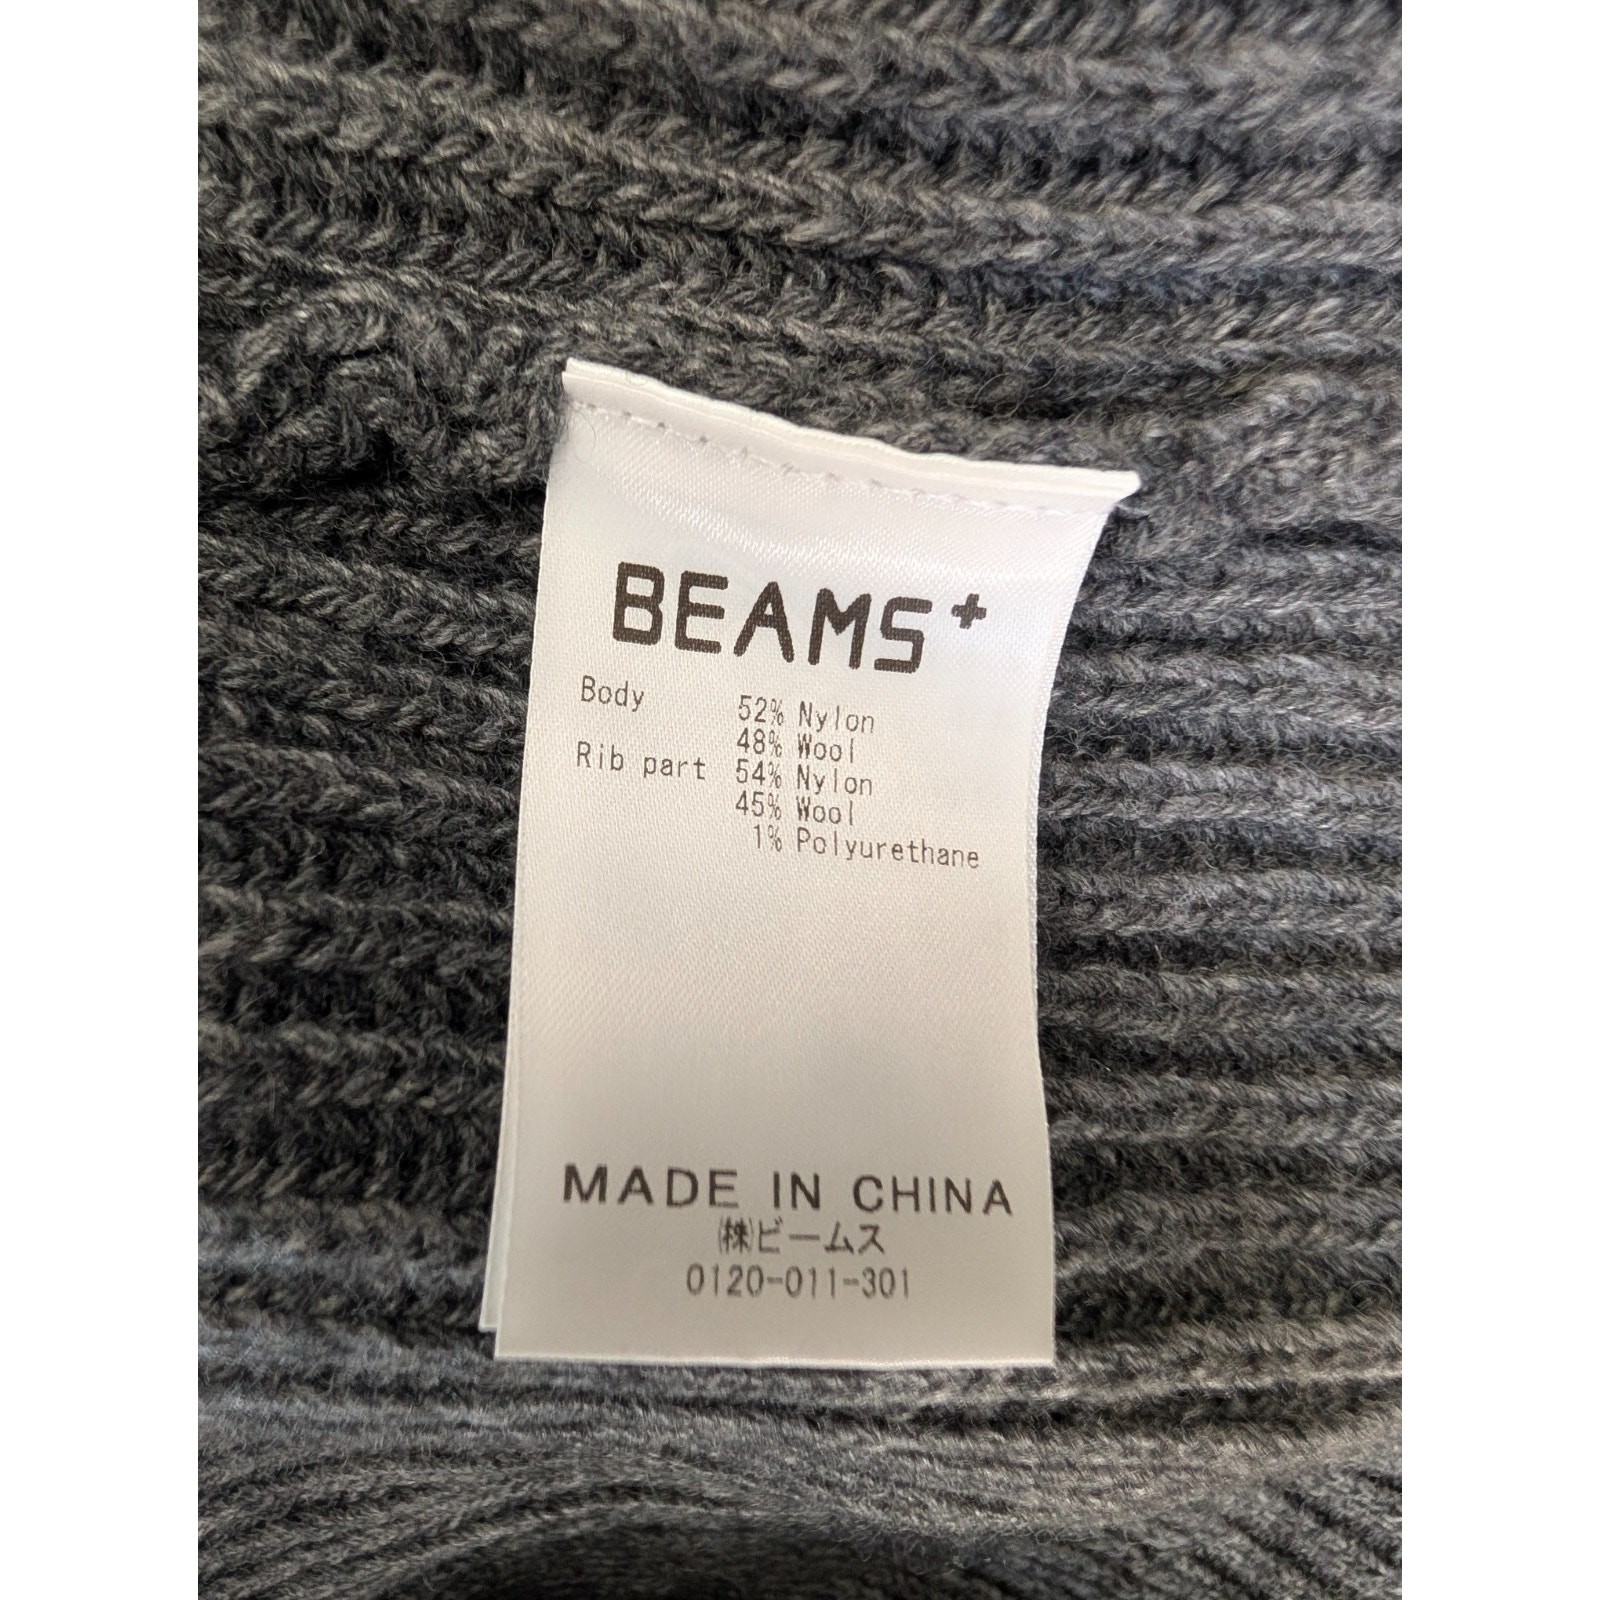 BEAMS+
Body 52% Nylon
48% Wool
Rib part 54% Nylon
45% Wool
1% Polyurethane
MADE IN CHINA
㈱ビームス
0120-011-301